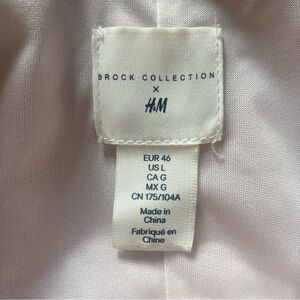 BROCK COLLECTION
×
H&M
EUR 46
US L
CA G
MX G
CN 175/104A
Made in
China
Fabriqué en
Chine